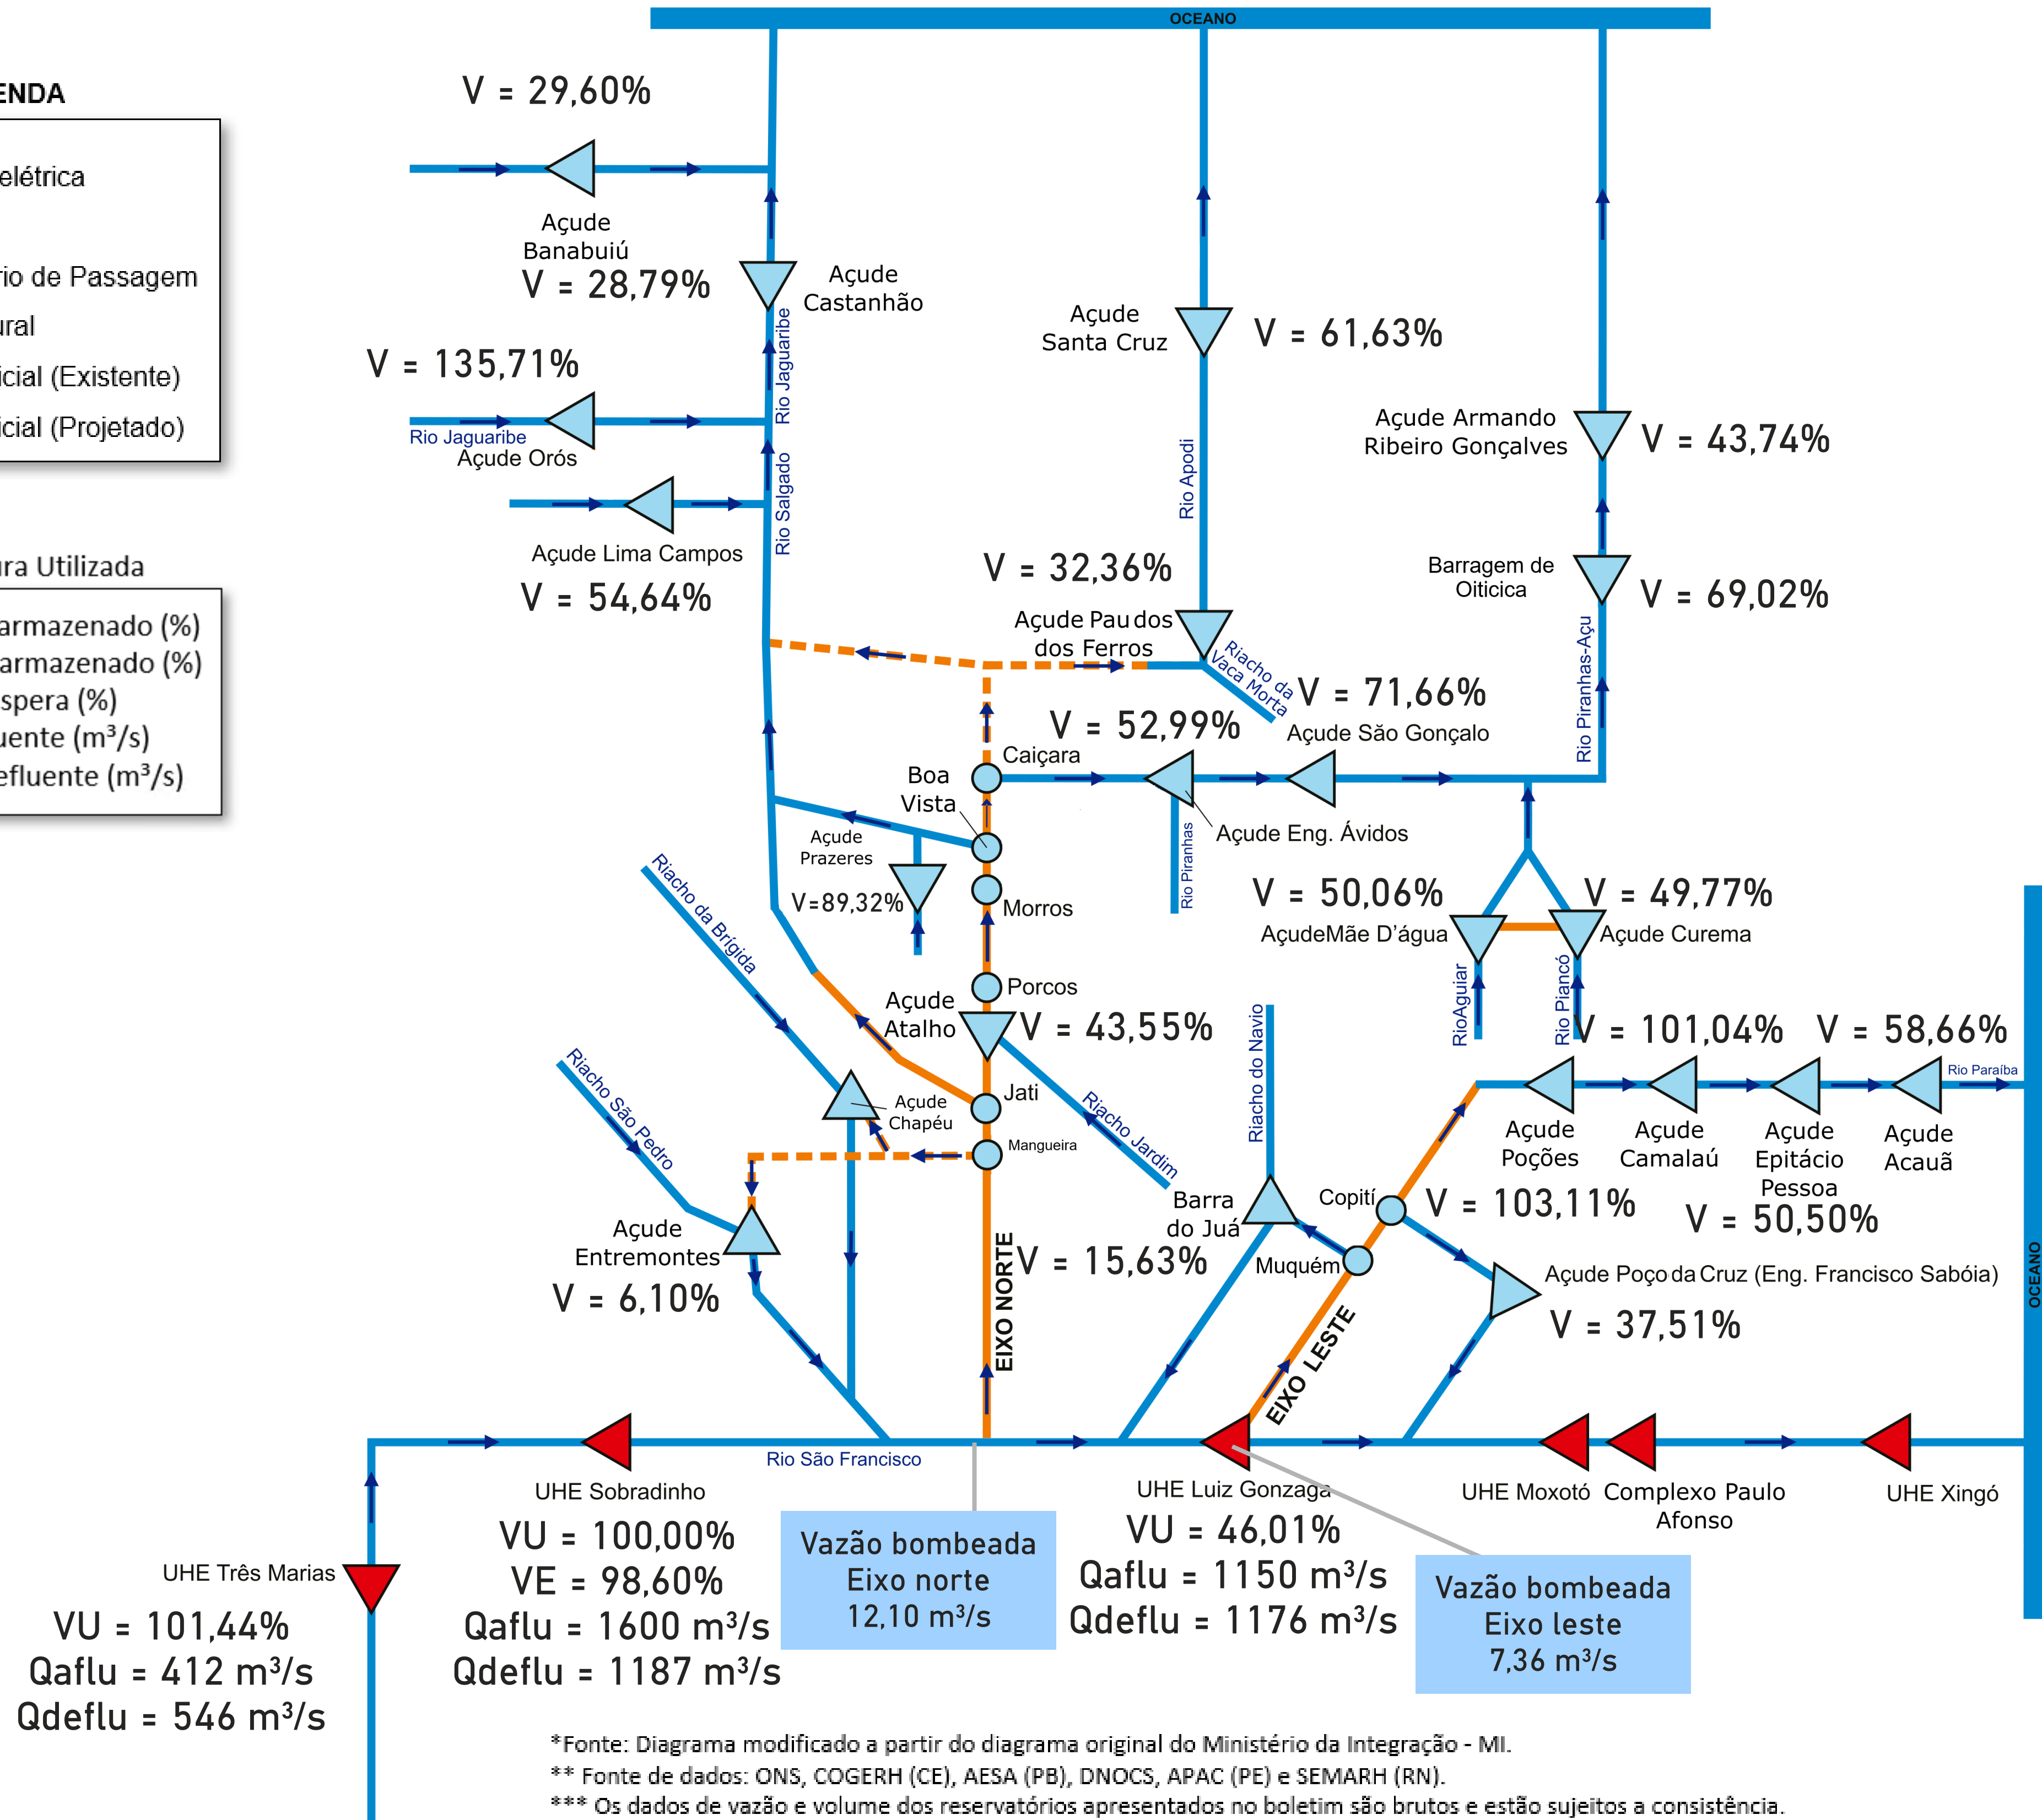 OCEANO
ENDA
elétrica
rio de Passagem
ural
icial (Existente)
icial (Projetado)
ura Utilizada
armazenado (%)
armazenado (%)
spera (%)
uente (m³/s)
efluente (m³/s)
V = 29,60%
Açude
Banabuiú
V = 28,79%
Açude
Castanhão
Rio Jaguaribe
V = 135,71%
Rio Jaguaribe
Açude Orós
Rio Salgado
Açude Lima Campos
V = 54,64%
Açude
Santa Cruz
V = 61,63%
Rio Apodi
Açude Armando
Ribeiro Gonçalves
V = 43,74%
Barragem de
Oiticica
V = 69,02%
Rio Piranhas-Açu
V = 32,36%
Açude Pau dos
dos Ferros
Riacho da
Vaca Morta
V = 71,66%
Açude São Gonçalo
V = 52,99%
Caiçara
Boa
Vista
Açude Eng. Ávidos
Rio Piranhas
Açude
Prazeres
V=89,32%
Morros
V = 50,06%
AçudeMãe D'água
V = 49,77%
Açude Curema
RioAguiar
Rio Piancó
Riacho da Brígida
Porcos
Açude
Atalho
V = 43,55%
Riacho do Navio
V = 101,04%
V = 58,66%
Rio Paraíba
Riacho São Pedro
Jati
Açude
Chapéu
Riacho Jardim
Mangueira
Açude
Poções
Açude
Camalaú
Açude
Epitácio
Pessoa
Açude
Acauã
V = 103,11%
V = 50,50%
Barra
do Juá
Copití
Muquém
V = 15,63%
Açude
Entremontes
V = 6,10%
EIXO NORTE
EIXO LESTE
Açude Poço da Cruz (Eng. Francisco Sabóia)
V = 37,51%
OCEANO
Rio São Francisco
UHE Sobradinho
VU = 100,00%
VE = 98,60%
Qaflu = 1600 m³/s
Qdeflu = 1187 m³/s
Vazão bombeada
Eixo norte
12,10 m³/s
UHE Luiz Gonzaga
VU = 46,01%
Qaflu = 1150 m³/s
Qdeflu = 1176 m³/s
Vazão bombeada
Eixo leste
7,36 m³/s
UHE Moxotó
Complexo Paulo
Afonso
UHE Xingó
UHE Três Marias
VU = 101,44%
Qaflu = 412 m³/s
Qdeflu = 546 m³/s
*Fonte: Diagrama modificado a partir do diagrama original do Ministério da Integração - MI.
** Fonte de dados: ONS, COGERH (CE), AESA (PB), DNOCS, APAC (PE) e SEMARH (RN).
*** Os dados de vazão e volume dos reservatórios apresentados no boletim são brutos e estão sujeitos a consistência.